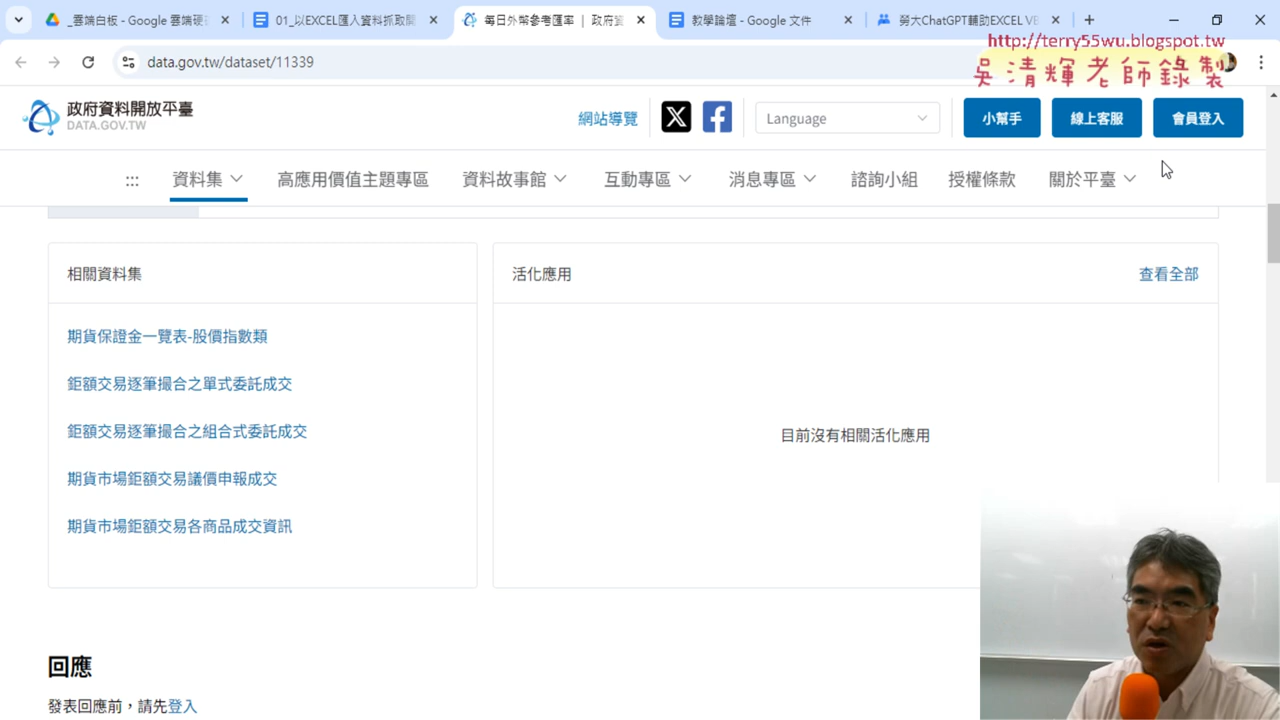 _雲端白板 - Google 雲端硬
01_以EXCEL匯入資料抓取開
每日外幣參考匯率 | 政府資
教學論壇 - Google 文件
勞大ChatGPT輔助EXCEL VB
data.gov.tw/dataset/11339
http://terry55wu.blogspot.tw
吳清輝老師錄製
政府資料開放平臺
DATA.GOV.TW
網站導覽
Language
小幫手
線上客服
會員登入
資料集
高應用價值主題專區
資料故事館
互動專區
消息專區
諮詢小組
授權條款
關於平臺
相關資料集
期貨保證金一覽表-股價指數類
鉅額交易逐筆撮合之單式委託成交
鉅額交易逐筆撮合之組合式委託成交
期貨市場鉅額交易議價申報成交
期貨市場鉅額交易各商品成交資訊
活化應用
查看全部
目前沒有相關活化應用
回應
發表回應前，請先登入